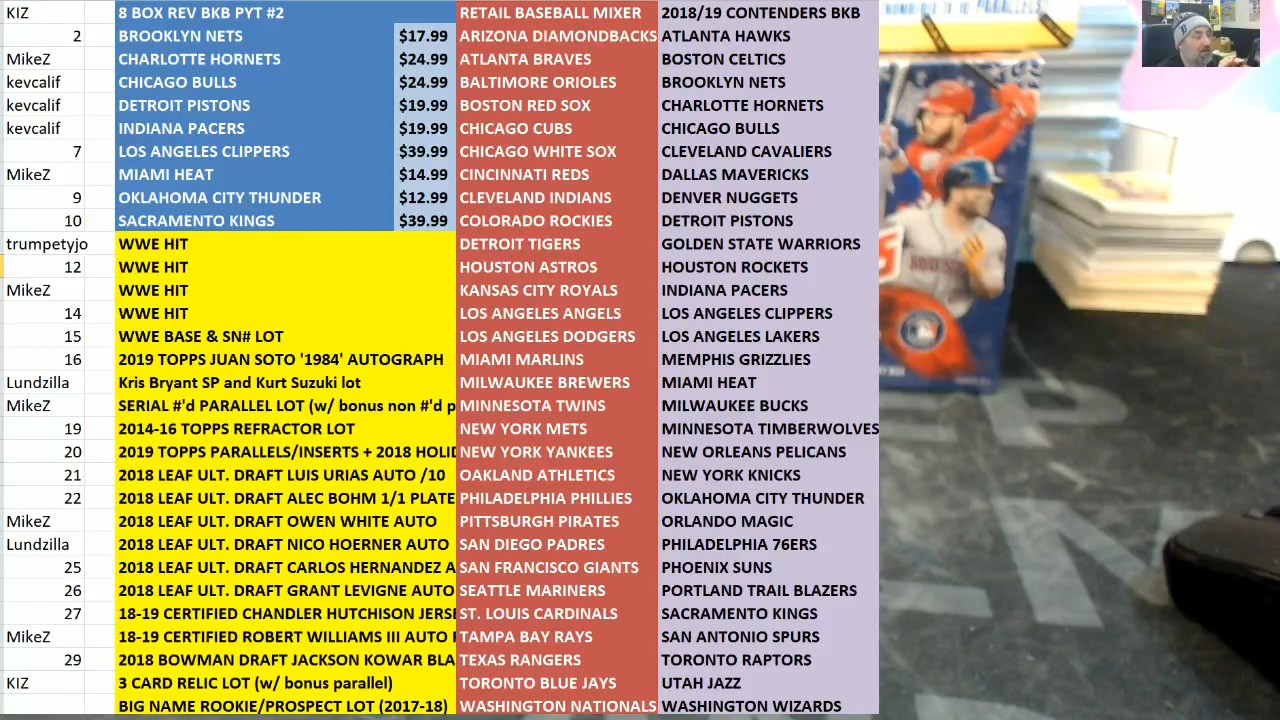 KIZ 8 BOX REV BKB PYT #2 RETAIL BASEBALL MIXER 2018/19 CONTENDERS BKB
2 BROOKLYN NETS $17.99 ARIZONA DIAMONDBACKS ATLANTA HAWKS
MikeZ CHARLOTTE HORNETS $24.99 ATLANTA BRAVES BOSTON CELTICS
kevcalif CHICAGO BULLS $24.99 BALTIMORE ORIOLES BROOKLYN NETS
kevcalif DETROIT PISTONS $19.99 BOSTON RED SOX CHARLOTTE HORNETS
kevcalif INDIANA PACERS $19.99 CHICAGO CUBS CHICAGO BULLS
7 LOS ANGELES CLIPPERS $39.99 CHICAGO WHITE SOX CLEVELAND CAVALIERS
MikeZ MIAMI HEAT $14.99 CINCINNATI REDS DALLAS MAVERICKS
9 OKLAHOMA CITY THUNDER $12.99 CLEVELAND INDIANS DENVER NUGGETS
10 SACRAMENTO KINGS $39.99 COLORADO ROCKIES DETROIT PISTONS
trumpetyjo WWE HIT DETROIT TIGERS GOLDEN STATE WARRIORS
12 WWE HIT HOUSTON ASTROS HOUSTON ROCKETS
MikeZ WWE HIT KANSAS CITY ROYALS INDIANA PACERS
14 WWE HIT LOS ANGELES ANGELS LOS ANGELES CLIPPERS
15 WWE BASE & SN# LOT LOS ANGELES DODGERS LOS ANGELES LAKERS
16 2019 TOPPS JUAN SOTO '1984' AUTOGRAPH MIAMI MARLINS MEMPHIS GRIZZLIES
Lundzilla Kris Bryant SP and Kurt Suzuki lot MILWAUKEE BREWERS MIAMI HEAT
MikeZ SERIAL #'d PARALLEL LOT (w/ bonus non #'d p MINNESOTA TWINS MILWAUKEE BUCKS
19 2014-16 TOPPS REFRACTOR LOT NEW YORK METS MINNESOTA TIMBERWOLVES
20 2019 TOPPS PARALLELS/INSERTS + 2018 HOLID NEW YORK YANKEES NEW ORLEANS PELICANS
21 2018 LEAF ULT. DRAFT LUIS URIAS AUTO /10 OAKLAND ATHLETICS NEW YORK KNICKS
22 2018 LEAF ULT. DRAFT ALEC BOHM 1/1 PLATE PHILADELPHIA PHILLIES OKLAHOMA CITY THUNDER
MikeZ 2018 LEAF ULT. DRAFT OWEN WHITE AUTO PITTSBURGH PIRATES ORLANDO MAGIC
Lundzilla 2018 LEAF ULT. DRAFT NICO HOERNER AUTO SAN DIEGO PADRES PHILADELPHIA 76ERS
25 2018 LEAF ULT. DRAFT CARLOS HERNANDEZ A SAN FRANCISCO GIANTS PHOENIX SUNS
26 2018 LEAF ULT. DRAFT GRANT LEVIGNE AUTO SEATTLE MARINERS PORTLAND TRAIL BLAZERS
27 18-19 CERTIFIED CHANDLER HUTCHISON JERSE ST. LOUIS CARDINALS SACRAMENTO KINGS
MikeZ 18-19 CERTIFIED ROBERT WILLIAMS III AUTO TAMPA BAY RAYS SAN ANTONIO SPURS
29 2018 BOWMAN DRAFT JACKSON KOWAR BLA TEXAS RANGERS TORONTO RAPTORS
KIZ 3 CARD RELIC LOT (w/ bonus parallel) TORONTO BLUE JAYS UTAH JAZZ
BIG NAME ROOKIE/PROSPECT LOT (2017-18) WASHINGTON NATIONALS WASHINGTON WIZARDS